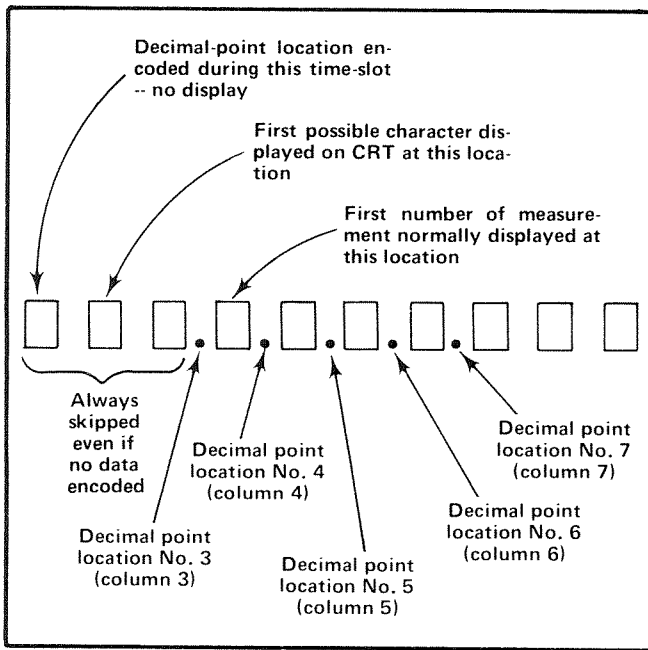 Decimal-point location en-
coded during this time-slot
-- no display
First possible character dis-
played on CRT at this loca-
tion
First number of measure-
ment normally displayed at
this location
Always
skipped
even if
no data
encoded
Decimal point
location No. 3
(column 3)
Decimal point
location No. 4
(column 4)
Decimal point
location No. 5
(column 5)
Decimal point
location No. 6
(column 6)
Decimal point
location No. 7
(column 7)